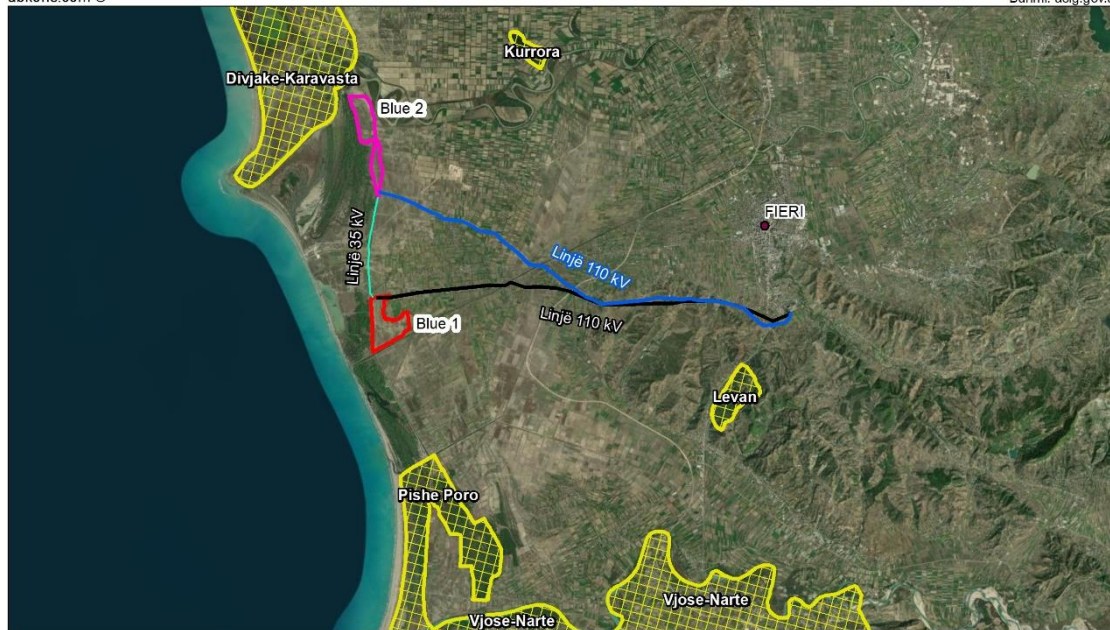 Divjake-Karavasta
Kurrora
Blue 2
FIERI
Linjë 35 kV
Linjë 110 kV
Linjë 110 kV
Blue 1
Levan
Pishe Poro
Vjose-Narte
Vjose-Narte